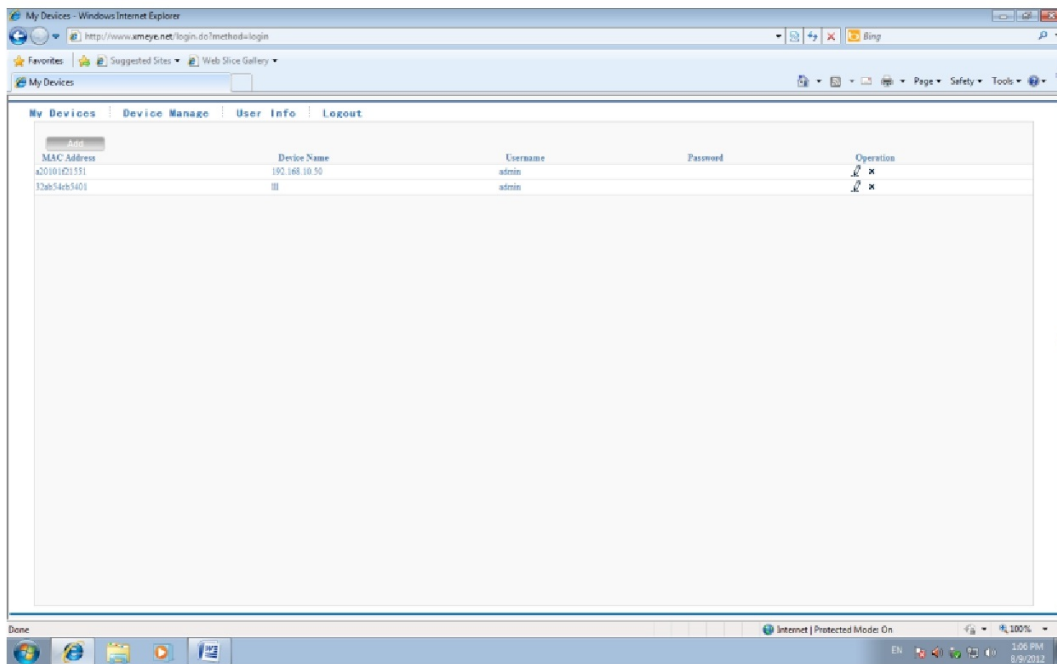 My Devices - Windows Internet Explorer
http://www.xmeye.net/login.do?method=login
Bing
Favorites Suggested Sites Web Slice Gallery
My Devices
Page Safety Tools
My Devices Device Manage User Info Logout
Add
MAC Address Device Name Username Password Operation
192.168.10.50 admin
32ab54eb5401 admin
Done
Internet | Protected Mode: On
100%
EN
1:06 PM
8/9/2012